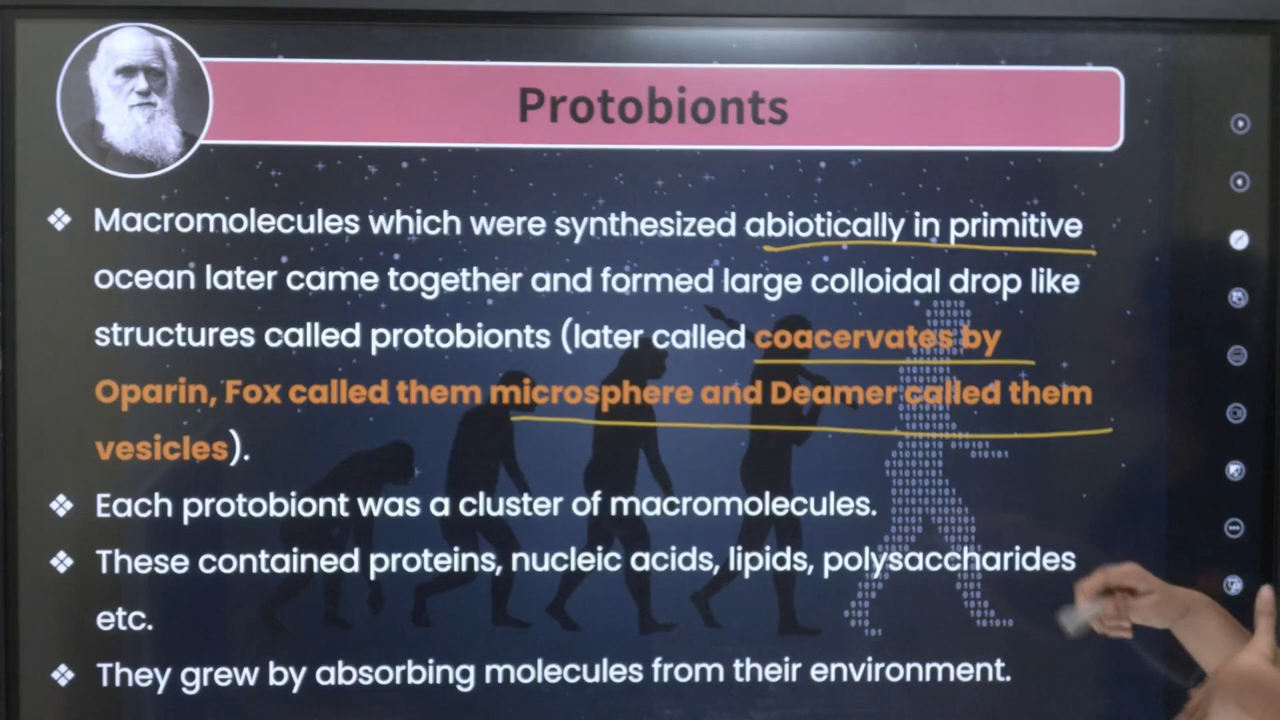 Protobionts
❖ Macromolecules which were synthesized abiotically in primitive
ocean later came together and formed large colloidal drop like
structures called protobionts (later called coacervates by
Oparin, Fox called them microsphere and Deamer called them
vesicles).
❖ Each protobiont was a cluster of macromolecules.
❖ These contained proteins, nucleic acids, lipids, polysaccharides
etc.
❖ They grew by absorbing molecules from their environment.